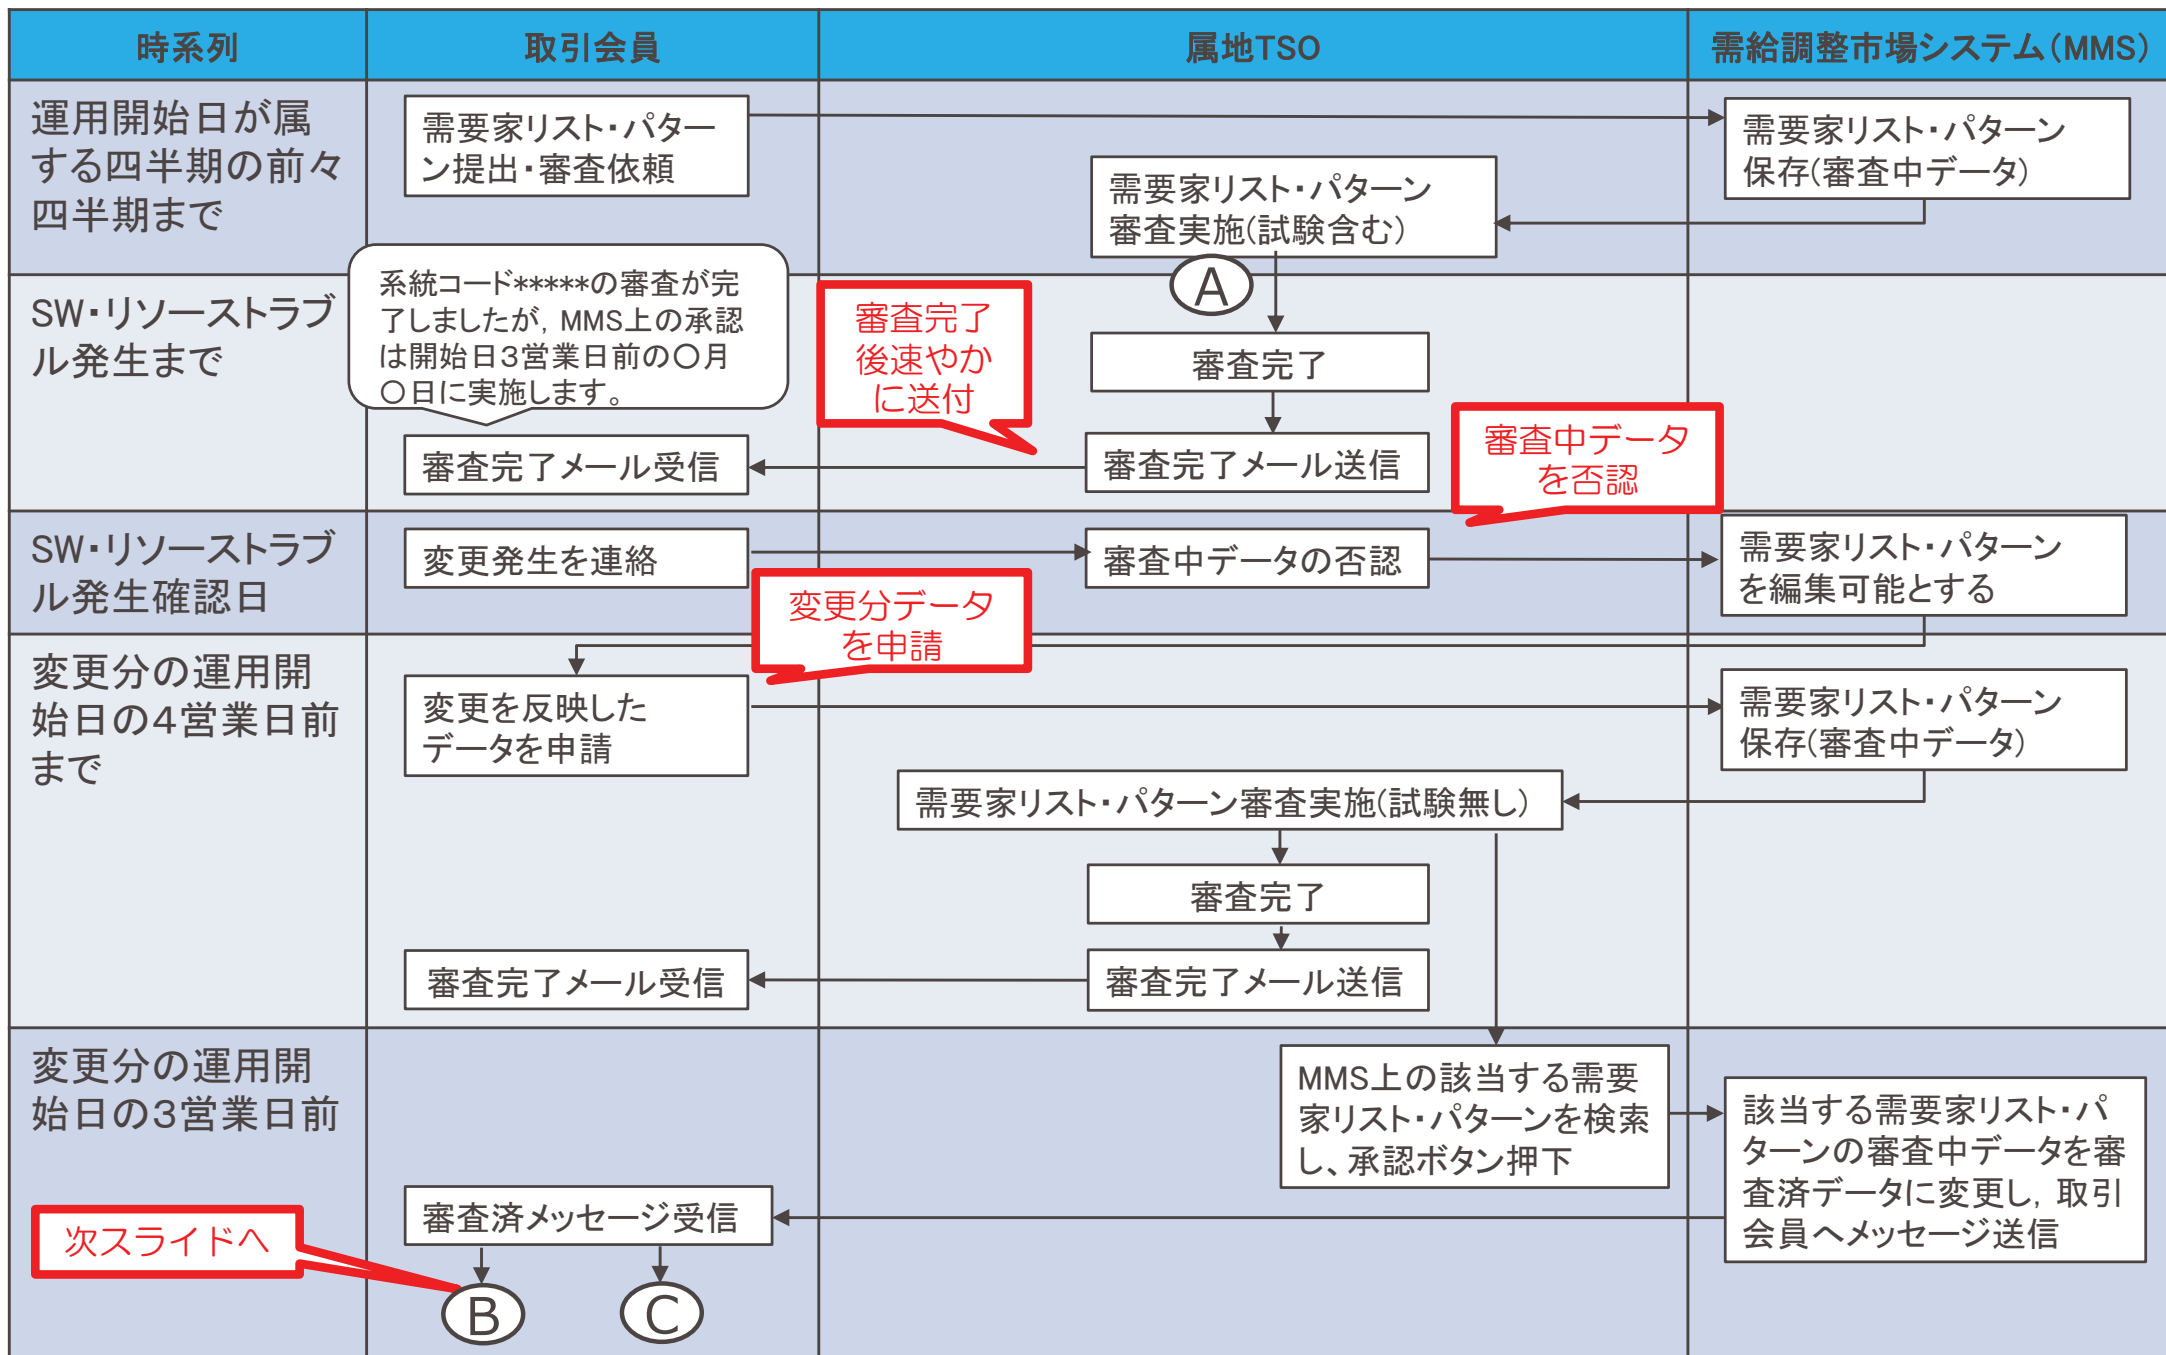 時系列
取引会員
属地TSO
需給調整市場システム(MMS)
運用開始日が属
する四半期の前々
四半期まで
需要家リスト・パター
ン提出・審査依頼
需要家リスト・パターン
保存(審査中データ)
需要家リスト・パターン
審査実施(試験含む)
SW・リソーストラブ
ル発生まで
系統コード*****の審査が完
了しましたが，MMS上の承認
は開始日3営業日前の〇月
〇日に実施します。
A
審査完了
後速やか
に送付
審査完了
審査完了メール受信
審査完了メール送信
審査中データ
を否認
SW・リソーストラブ
ル発生確認日
変更発生を連絡
審査中データの否認
需要家リスト・パターン
を編集可能とする
変更分データ
を申請
変更分の運用開
始日の4営業日前
まで
変更を反映した
データを申請
需要家リスト・パターン
保存(審査中データ)
需要家リスト・パターン審査実施(試験無し)
審査完了
審査完了メール受信
審査完了メール送信
変更分の運用開
始日の3営業日前
MMS上の該当する需要
家リスト・パターンを検索
し、承認ボタン押下
該当する需要家リスト・パ
ターンの審査中データを審
査済データに変更し，取引
会員へメッセージ送信
審査済メッセージ受信
次スライドへ
B
C